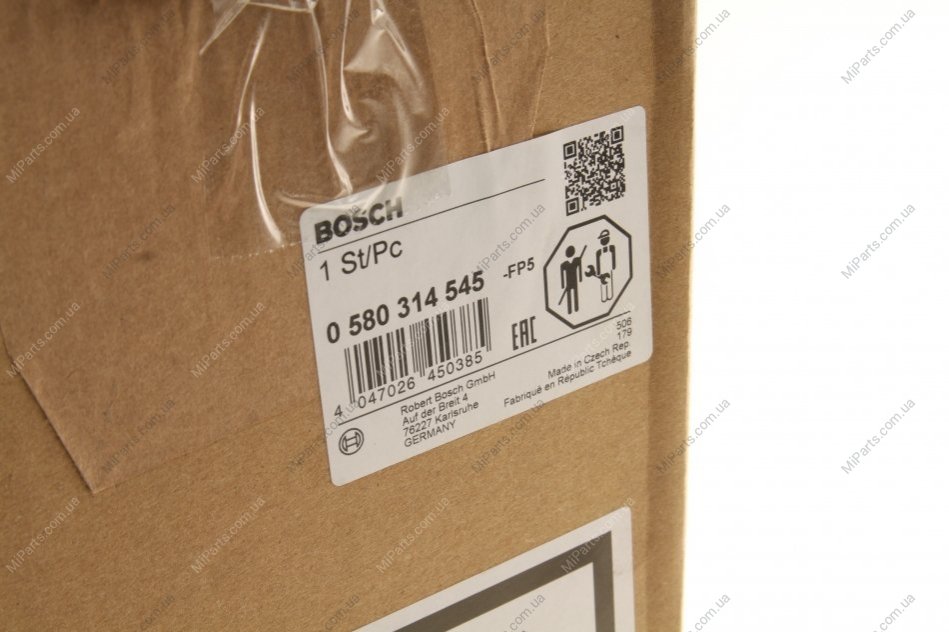 BOSCH
1 St/Pc
0 580 314 545
-FP5
4 047026 450385
EAC
Robert Bosch GmbH
Auf der Breit 4
76227 Karlsruhe
GERMANY
506
179
Made in Czech Rep.
Fabriqué en République Tchèque
MiParts.com.ua